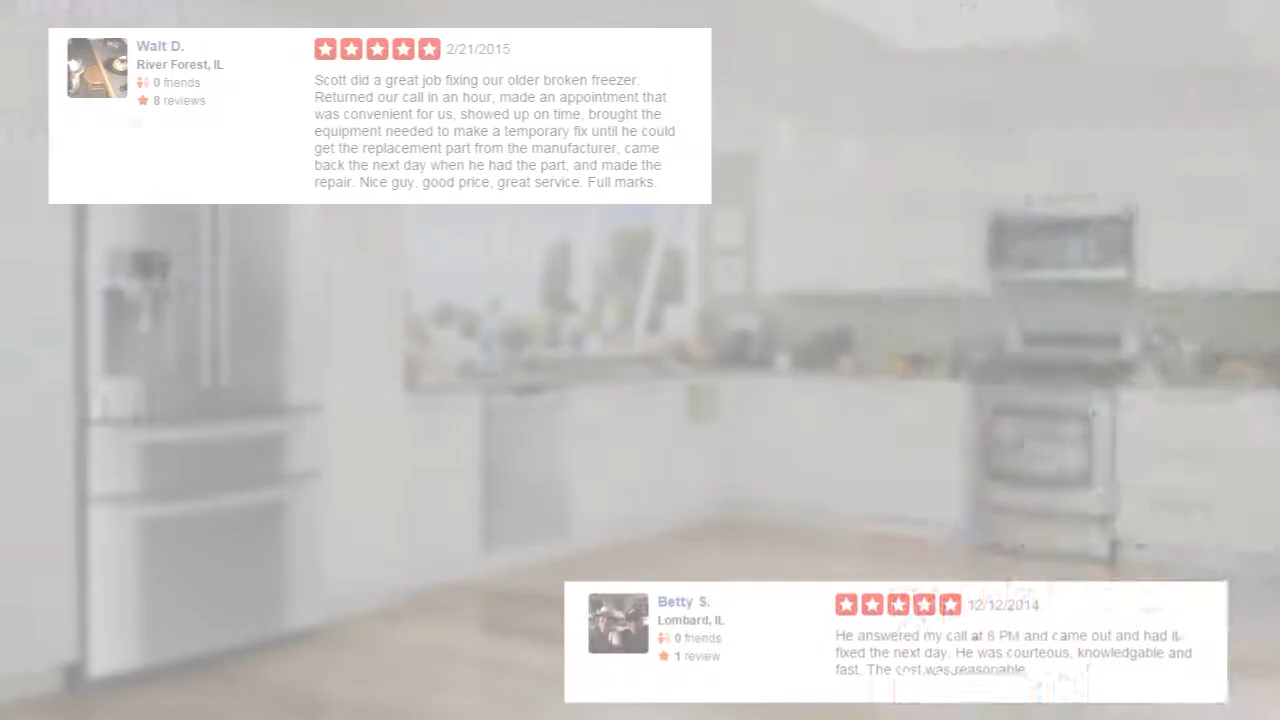 Walt D.
River Forest, IL
0 friends
8 reviews
2/21/2015
Scott did a great job fixing our older broken freezer.
Returned our call in an hour, made an appointment that
was convenient for us, showed up on time, brought the
equipment needed to make a temporary fix until he could
get the replacement part from the manufacturer, came
back the next day when he had the part, and made the
repair. Nice guy, good price, great service. Full marks.
Betty S.
Lombard, IL
0 friends
1 review
12/12/2014
He answered my call at 8 PM and came out and had it
fixed the next day. He was courteous, knowledgable and
fast. The cost was reasonable